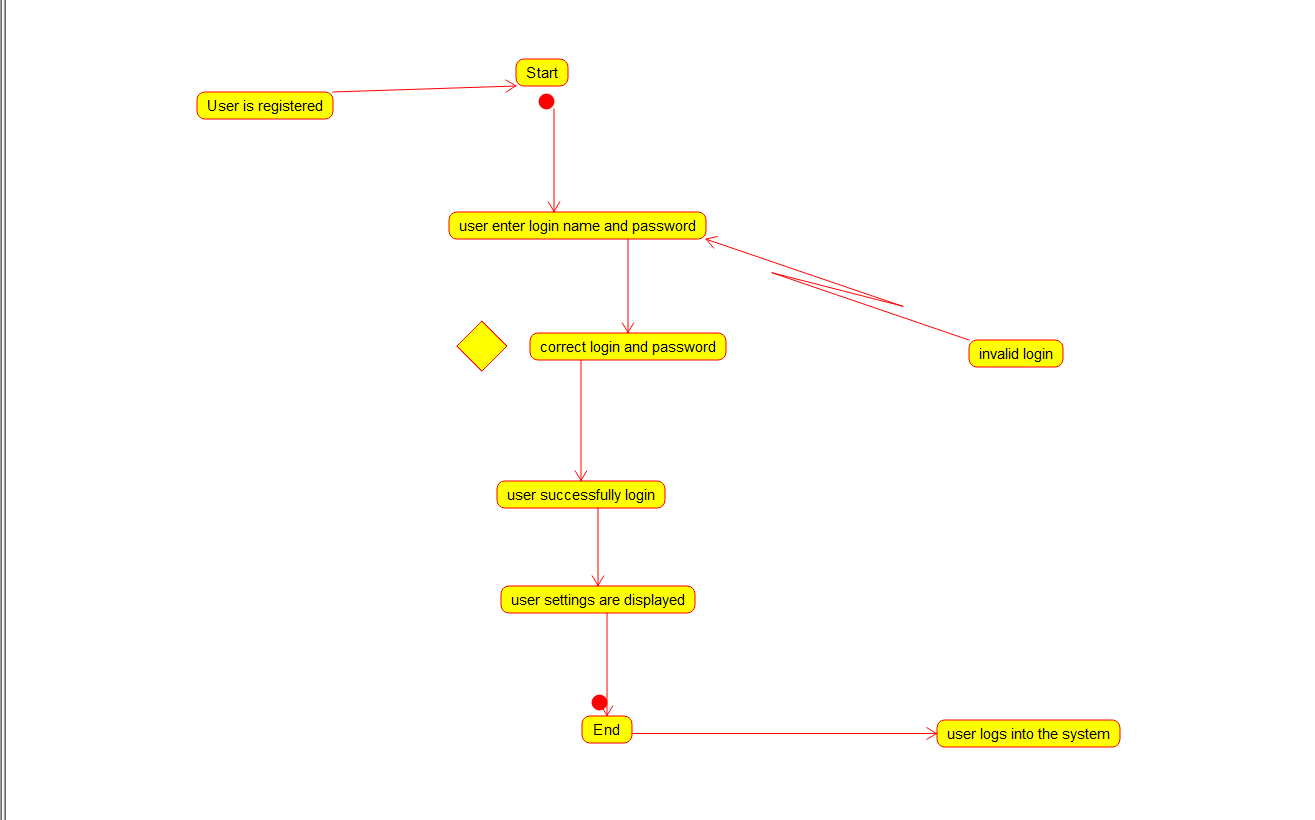 Start
User is registered
user enter login name and password
correct login and password
invalid login
user successfully login
user settings are displayed
End
user logs into the system